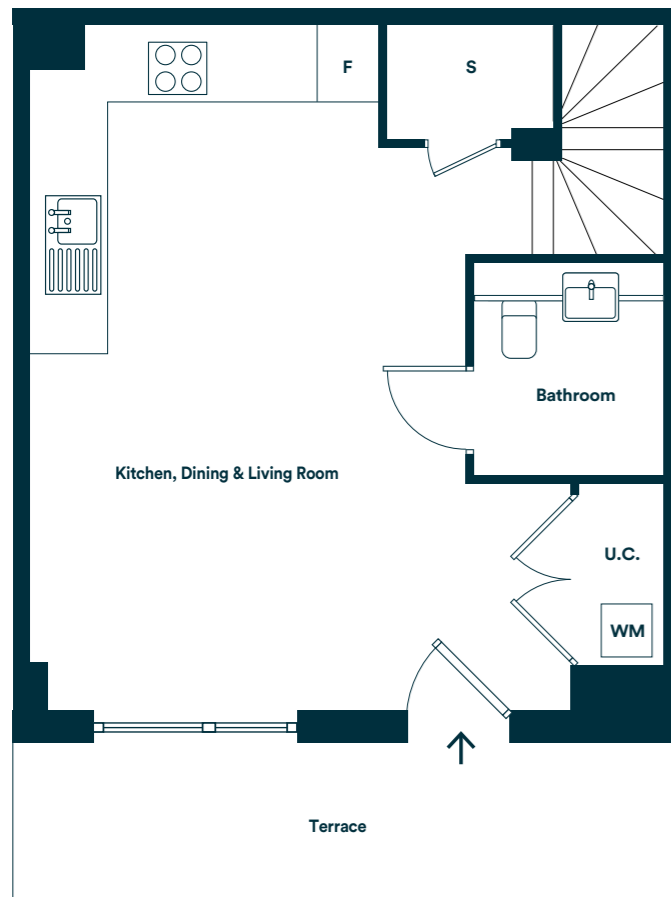 F
S
Bathroom
Kitchen, Dining & Living Room
U.C.
WM
Terrace